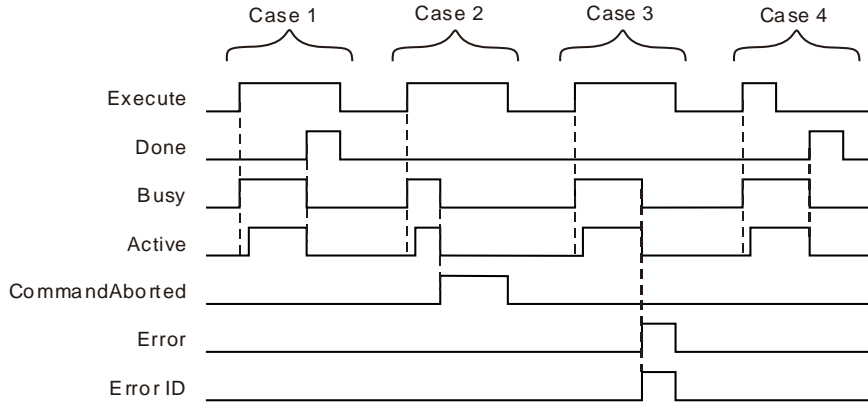 Case 1
Case 2
Case 3
Case 4
Execute
Done
Busy
Active
CommandAborted
Error
Error ID